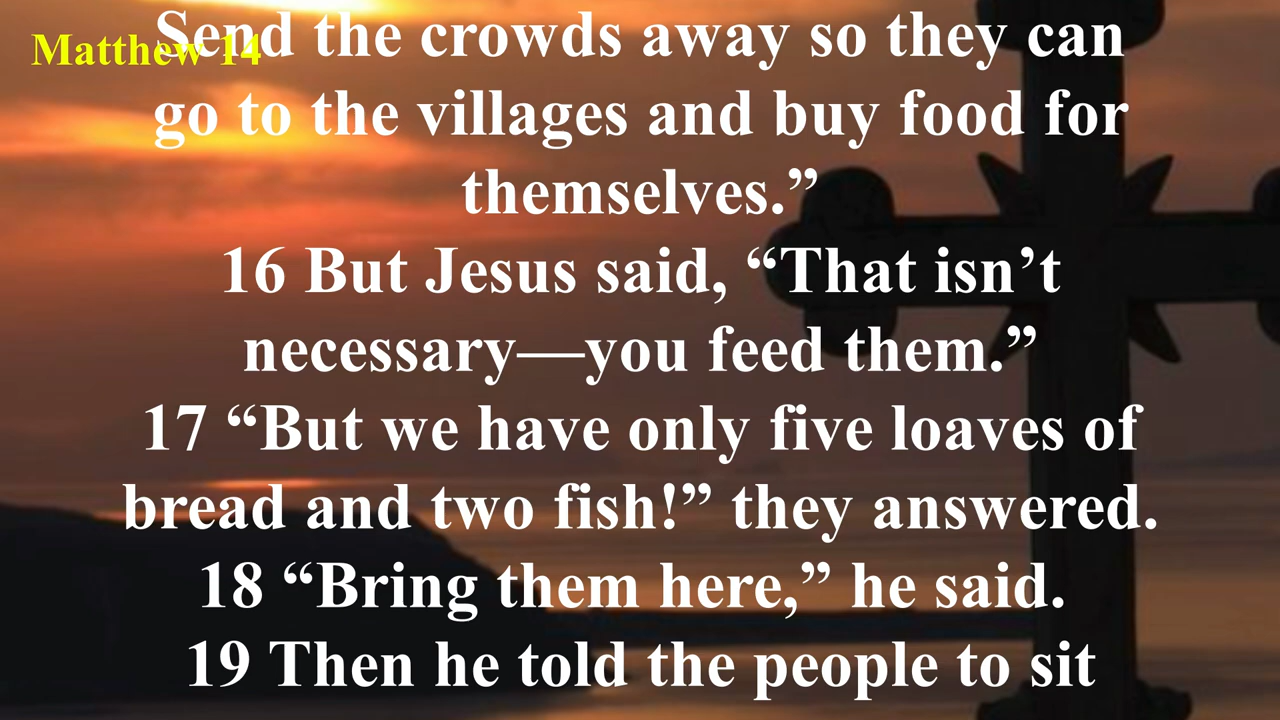 Matthew 14
Send the crowds away so they can
go to the villages and buy food for
themselves.”
16 But Jesus said, “That isn’t
necessary—you feed them.”
17 “But we have only five loaves of
bread and two fish!” they answered.
18 “Bring them here,” he said.
19 Then he told the people to sit